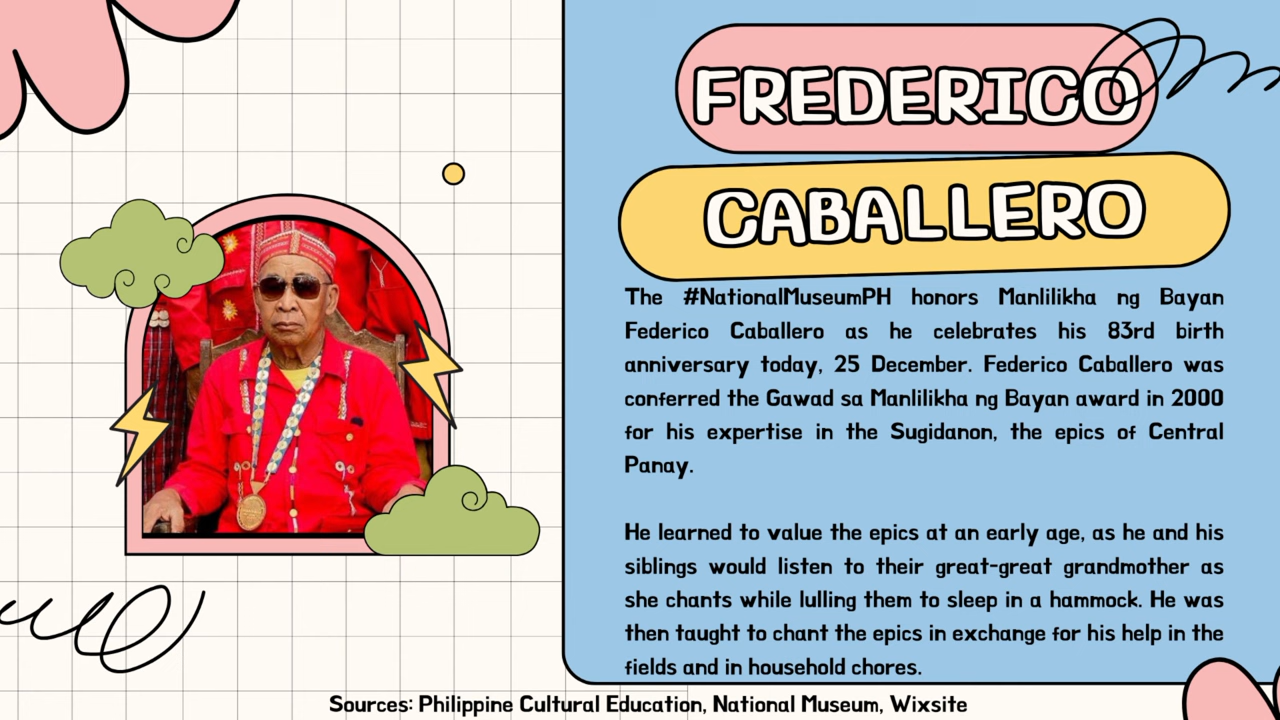 FREDERICO
CABALLERO
The #NationalMuseumPH honors Manlilikha ng Bayan
Federico Caballero as he celebrates his 83rd birth
anniversary today, 25 December. Federico Caballero was
conferred the Gawad sa Manlilikha ng Bayan award in 2000
for his expertise in the Sugidanon, the epics of Central
Panay.
He learned to value the epics at an early age, as he and his
siblings would listen to their great-great grandmother as
she chants while lulling them to sleep in a hammock. He was
then taught to chant the epics in exchange for his help in the
fields and in household chores.
Sources: Philippine Cultural Education, National Museum, Wixsite